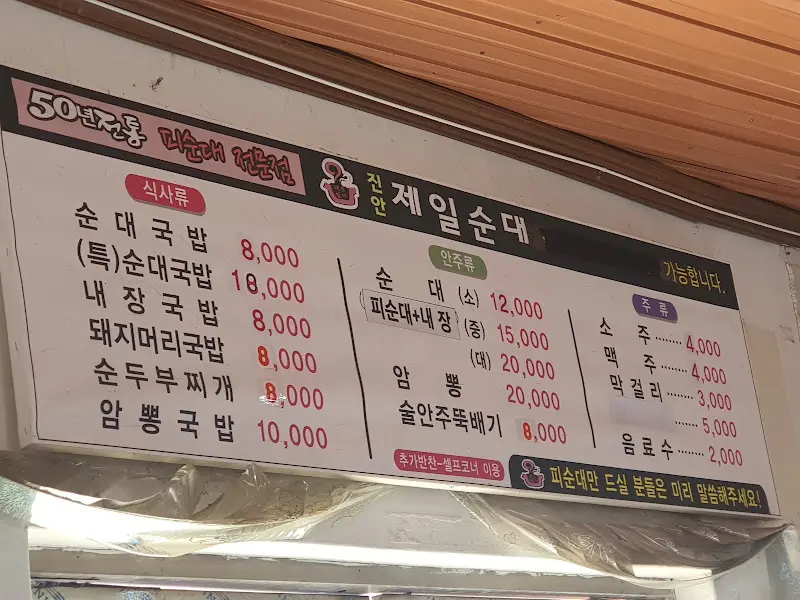 50년전통 피순대 전문점
진안 제일순대
가능합니다.
식사류
순대국밥 8,000
(특)순대국밥 10,000
내장국밥 8,000
돼지머리국밥 8,000
순두부찌개 8,000
암뽕국밥 10,000
안주류
순대 (소) 12,000
피순대+내장 (중) 15,000
(대) 20,000
암뽕 20,000
술안주뚝배기 8,000
추가반찬-셀프코너 이용
주류
소주 ········ 4,000
맥주 ········ 4,000
막걸리 ······· 3,000
······ 5,000
음료수 ······· 2,000
피순대만 드실 분들은 미리 말씀해주세요!